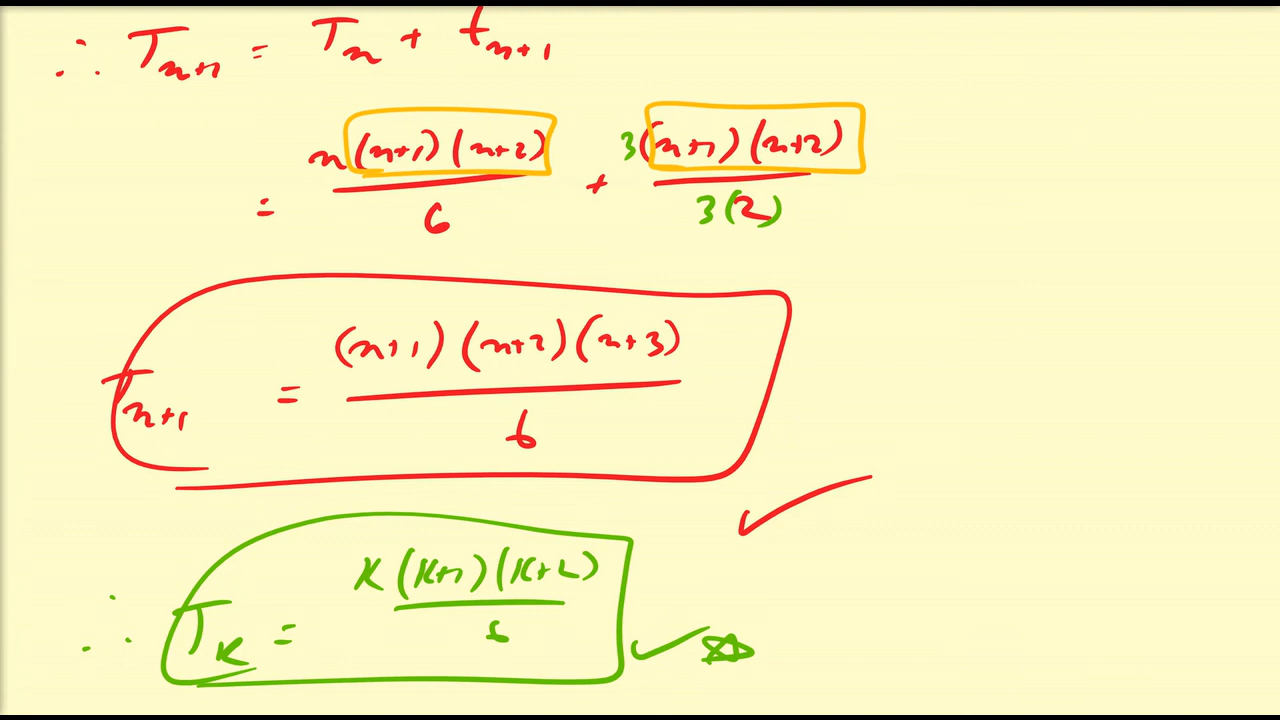 ∴ T_{n+1} = T_n + t_{n+1}
= n(n+1)(n+2)/6 + 3(n+1)(n+2)/3(2)
T_{n+1} = (n+1)(n+2)(n+3)/6
∴ T_K = K(K+1)(K+2)/6